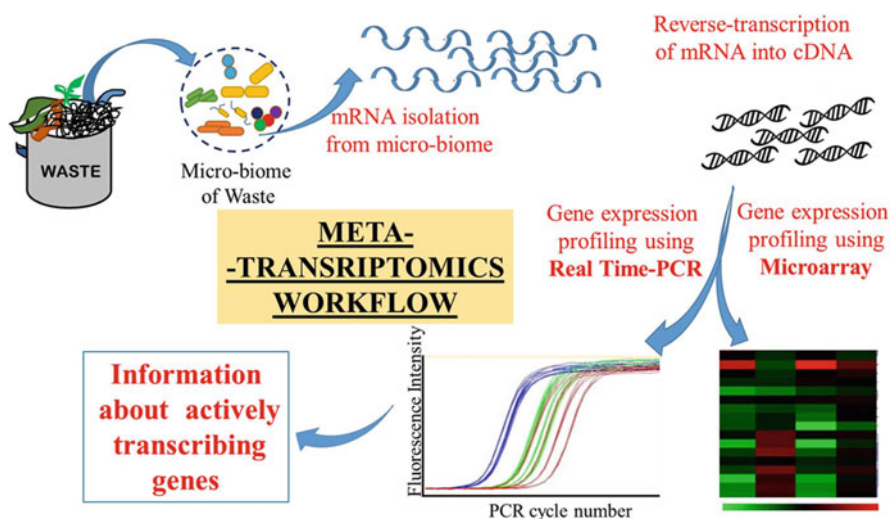 WASTE
Micro-biome
of Waste
mRNA isolation
from micro-biome
Reverse-transcription
of mRNA into cDNA
META-
-TRANSRIPTOMICS
WORKFLOW
Gene expression
profiling using
Real Time-PCR
Gene expression
profiling using
Microarray
Fluorescence Intensity
PCR cycle number
Information
about actively
transcribing
genes